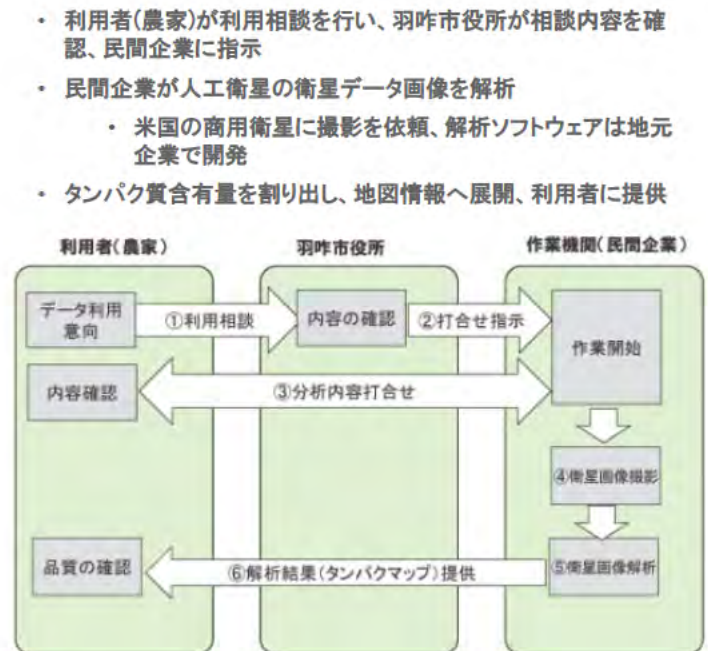 ・ 利用者(農家)が利用相談を行い、羽咋市役所が相談内容を確
認、民間企業に指示
・ 民間企業が人工衛星の衛星データ画像を解析
・ 米国の商用衛星に撮影を依頼、解析ソフトウェアは地元
企業で開発
・ タンパク質含有量を割り出し、地図情報へ展開、利用者に提供
利用者(農家)
羽咋市役所
作業機関(民間企業)
データ利用
意向
①利用相談
内容の確認
②打合せ指示
作業開始
内容確認
③分析内容打合せ
④衛星画像撮影
品質の確認
⑥解析結果(タンパクマップ)提供
⑤衛星画像解析